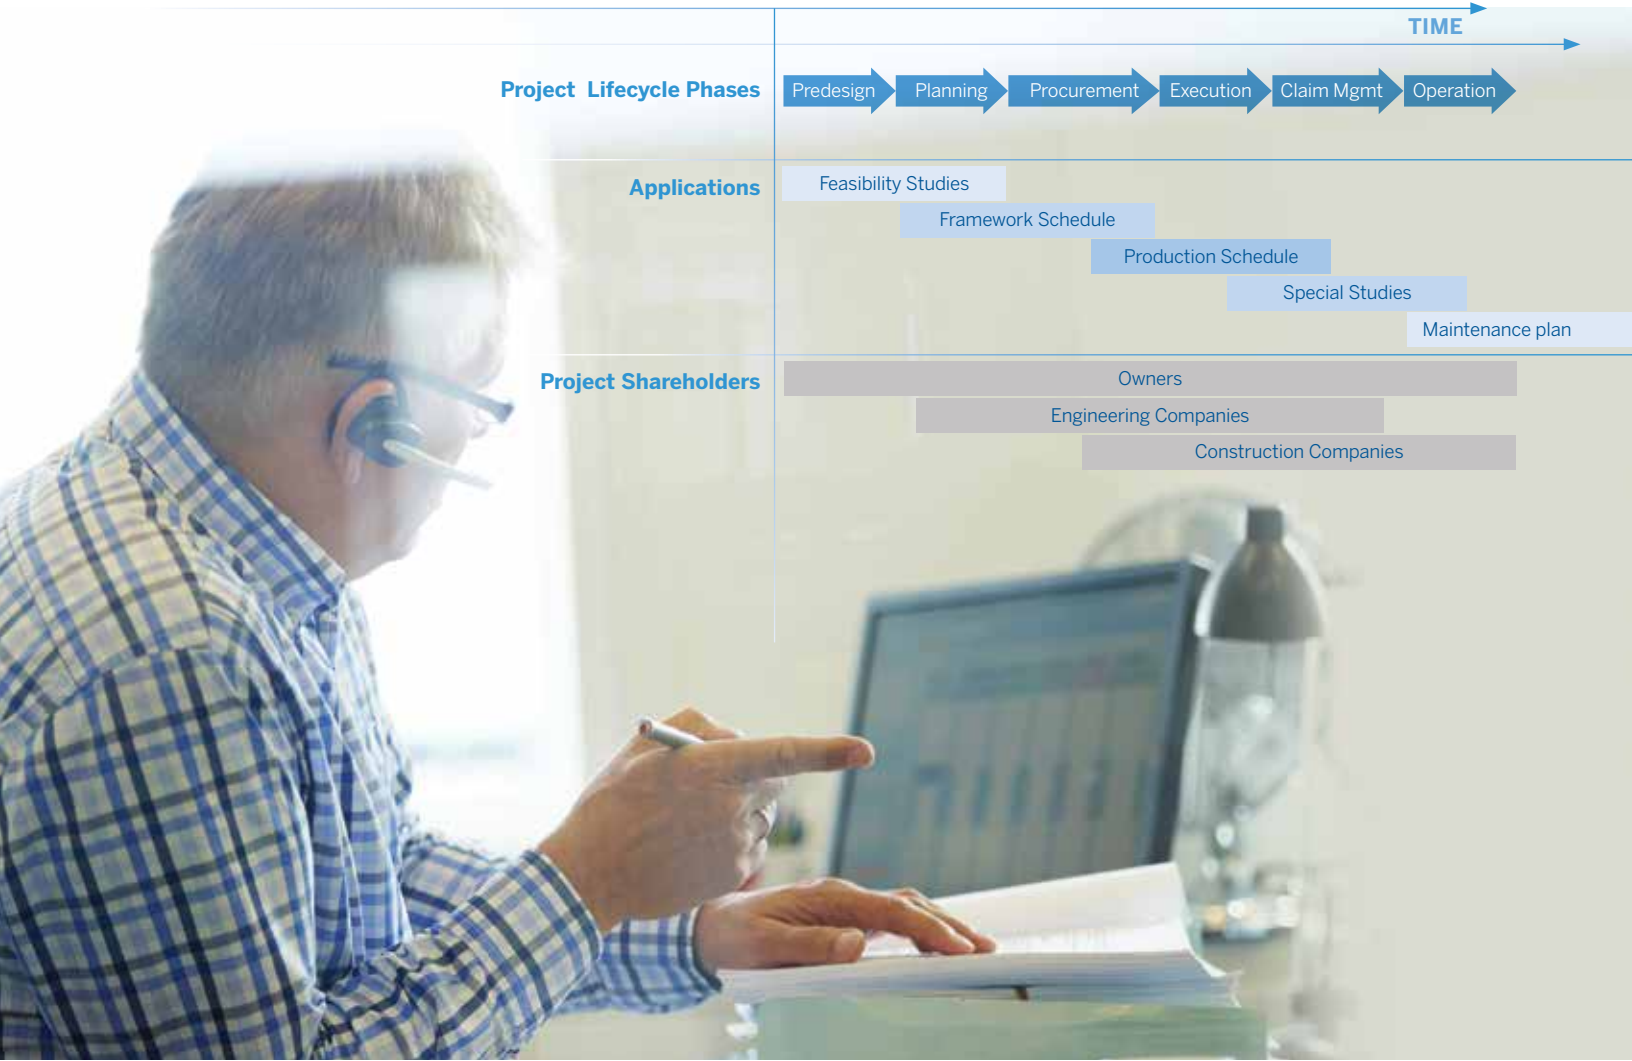 TIME
Project Lifecycle Phases
Predesign
Planning
Procurement
Execution
Claim Mgmt
Operation
Applications
Feasibility Studies
Framework Schedule
Production Schedule
Special Studies
Maintenance plan
Project Shareholders
Owners
Engineering Companies
Construction Companies